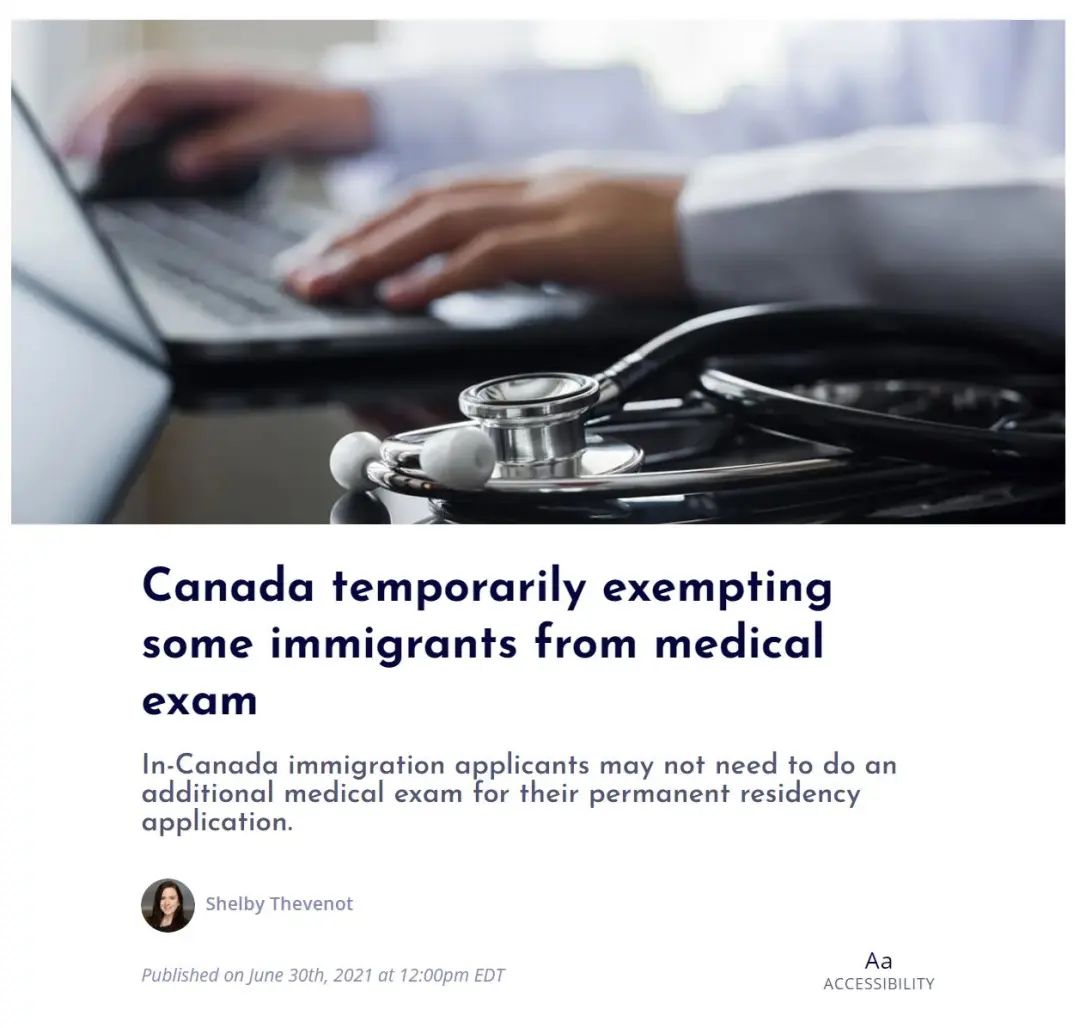 Canada temporarily exempting
some immigrants from medical
exam
In-Canada immigration applicants may not need to do an
additional medical exam for their permanent residency
application.
Shelby Thevenot
Published on June 30th, 2021 at 12:00pm EDT
Aa
ACCESSIBILITY